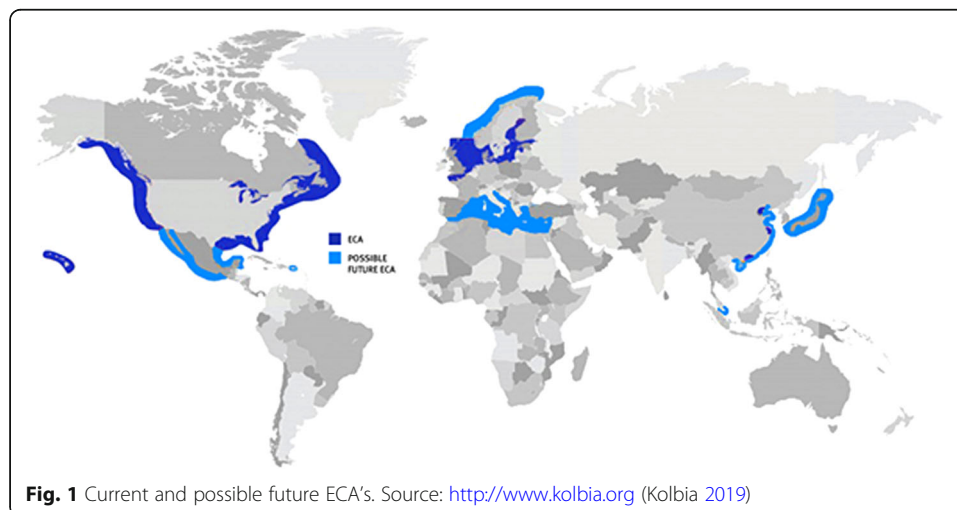 ECA
POSSIBLE
FUTURE ECA
Fig. 1 Current and possible future ECA's. Source: http://www.kolbia.org (Kolbia 2019)